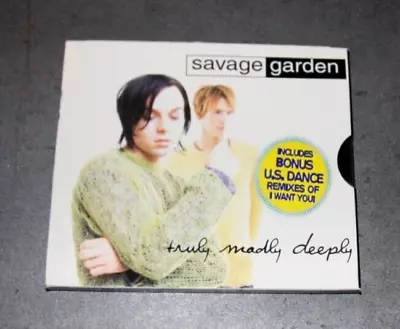 savage garden
INCLUDES
BONUS
U.S. DANCE
REMIXES OF
I WANT YOU!
truly madly deeply